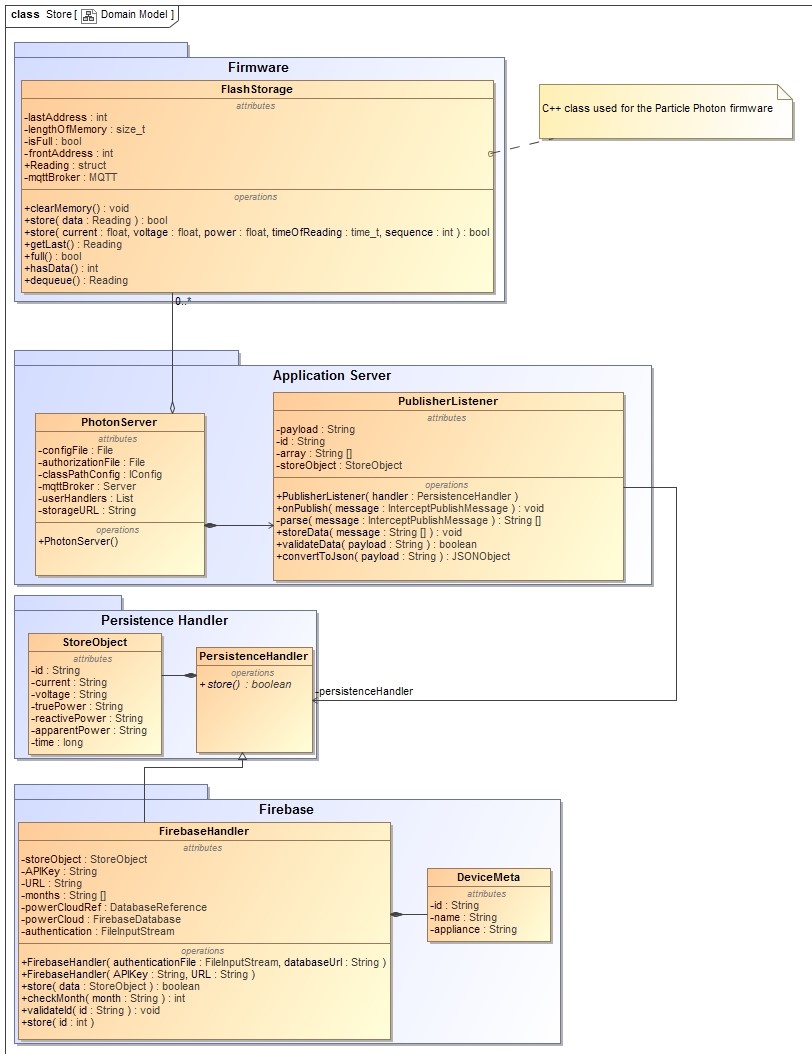 class Store [ Domain Model ]
Firmware
FlashStorage
attributes
-lastAddress : int
-lengthOfMemory : size_t
-isFull : bool
-frontAddress : int
+Reading : struct
-mqttBroker : MQTT
operations
+clearMemory() : void
+store( data : Reading ) : bool
+store( current : float, voltage : float, power : float, timeOfReading : time_t, sequence : int ) : bool
+getLast() : Reading
+full() : bool
+hasData() : int
+dequeue() : Reading
C++ class used for the Particle Photon firmware
0..*
Application Server
PhotonServer
attributes
-configFile : File
-authorizationFile : File
-classPathConfig : IConfig
-mqttBroker : Server
-userHandlers : List
-storageURL : String
operations
+PhotonServer()
PublisherListener
attributes
-payload : String
-id : String
-array : String []
-storeObject : StoreObject
operations
+PublisherListener( handler : PersistenceHandler )
+onPublish( message : InterceptPublishMessage ) : void
-parse( message : InterceptPublishMessage ) : String []
+storeData( message : String [] ) : void
+validateData( payload : String ) : boolean
+convertToJson( payload : String ) : JSONObject
Persistence Handler
StoreObject
attributes
-id : String
-current : String
-voltage : String
-truePower : String
-reactivePower : String
-apparentPower : String
-time : long
PersistenceHandler
operations
+store() : boolean
-persistenceHandler
Firebase
FirebaseHandler
attributes
-storeObject : StoreObject
-APIKey : String
-URL : String
-months : String []
-powerCloudRef : DatabaseReference
-powerCloud : FirebaseDatabase
-authentication : FileInputStream
operations
+FirebaseHandler( authenticationFile : FileInputStream, databaseUrl : String )
+FirebaseHandler( APIKey : String, URL : String )
+store( data : StoreObject ) : boolean
+checkMonth( month : String ) : int
+validateId( id : String ) : void
+store( id : int )
DeviceMeta
attributes
-id : String
-name : String
-appliance : String